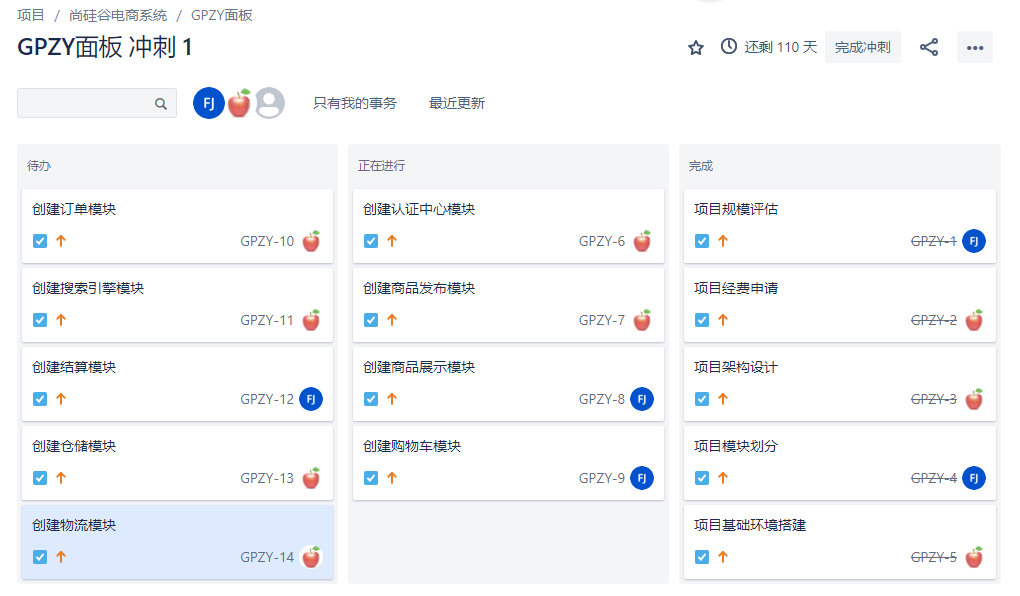 项目 / 尚硅谷电商系统 / GPZY面板
GPZY面板 冲刺 1
还剩 110 天 完成冲刺
FJ 只有我的事务 最近更新
待办
创建订单模块
GPZY-10
创建搜索引擎模块
GPZY-11
创建结算模块
GPZY-12 FJ
创建仓储模块
GPZY-13
创建物流模块
GPZY-14
正在进行
创建认证中心模块
GPZY-6
创建商品发布模块
GPZY-7
创建商品展示模块
GPZY-8 FJ
创建购物车模块
GPZY-9 FJ
完成
项目规模评估
GPZY-1 FJ
项目经费申请
GPZY-2
项目架构设计
GPZY-3
项目模块划分
GPZY-4 FJ
项目基础环境搭建
GPZY-5